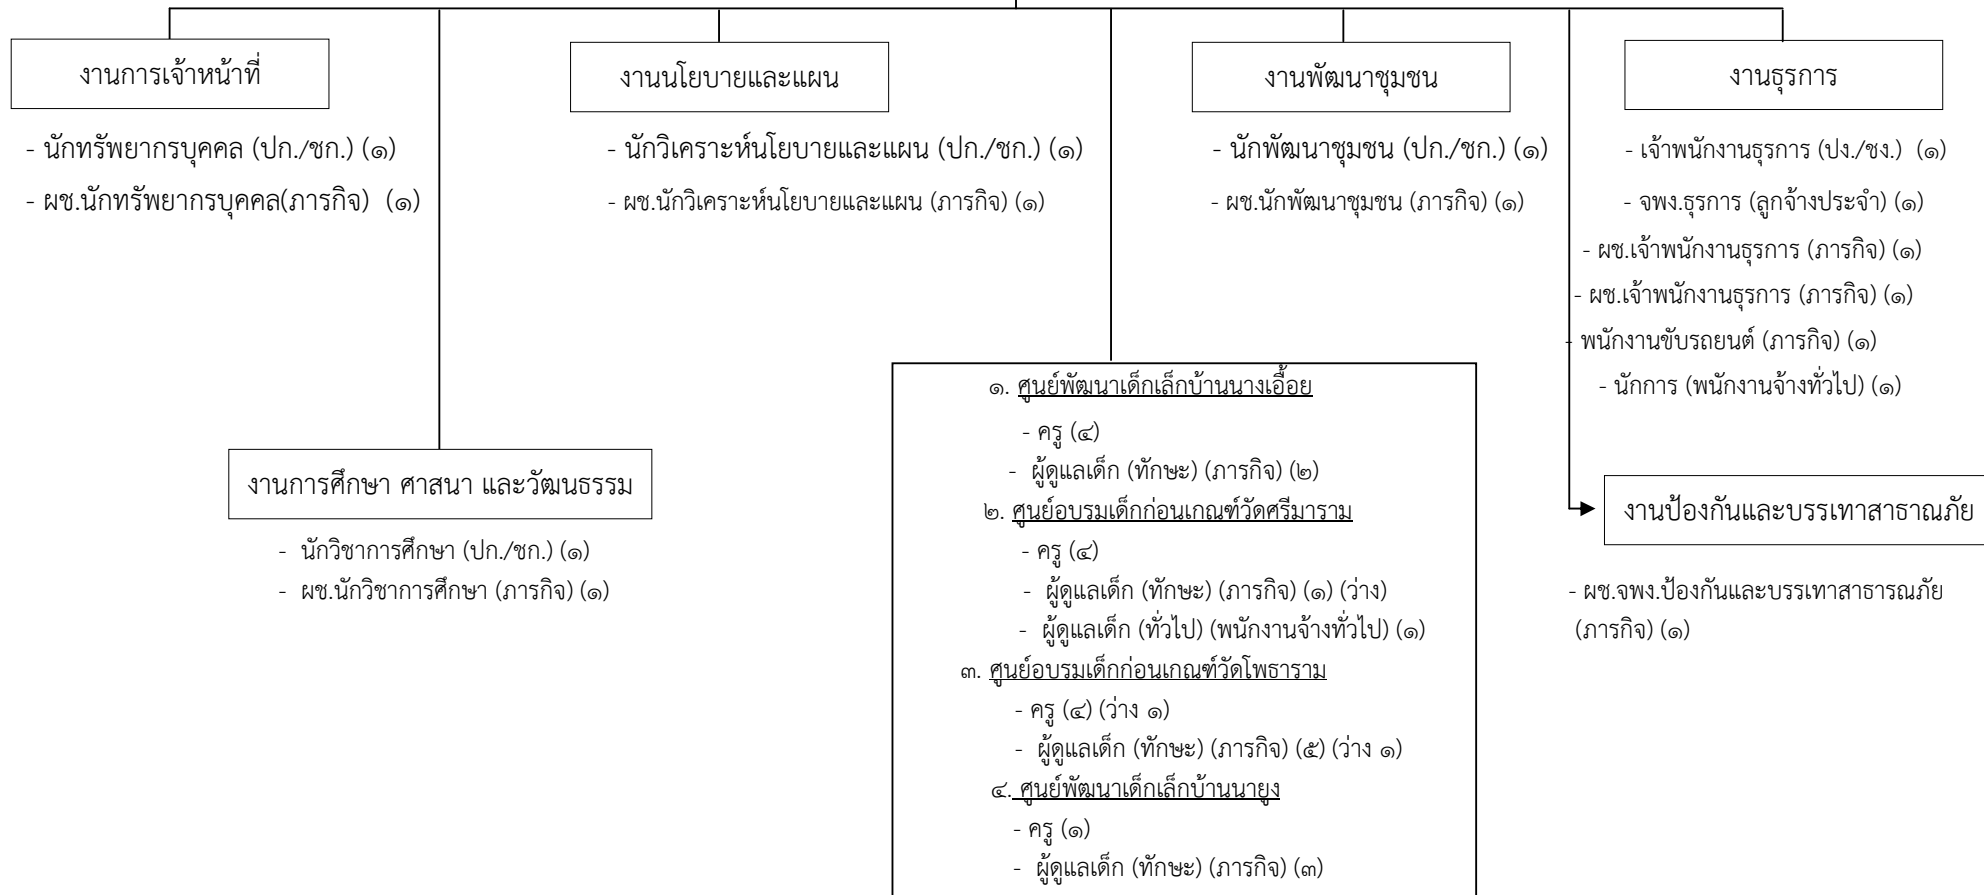 งานการเจ้าหน้าที่
- นักทรัพยากรบุคคล (ปก./ชก.) (๑)
- ผช.นักทรัพยากรบุคคล(ภารกิจ) (๑)
งานนโยบายและแผน
- นักวิเคราะห์นโยบายและแผน (ปก./ชก.) (๑)
- ผช.นักวิเคราะห์นโยบายและแผน (ภารกิจ) (๑)
งานพัฒนาชุมชน
- นักพัฒนาชุมชน (ปก./ชก.) (๑)
- ผช.นักพัฒนาชุมชน (ภารกิจ) (๑)
งานธุรการ
- เจ้าพนักงานธุรการ (ปง./ชง.) (๑)
- จพง.ธุรการ (ลูกจ้างประจำ) (๑)
- ผช.เจ้าพนักงานธุรการ (ภารกิจ) (๑)
- ผช.เจ้าพนักงานธุรการ (ภารกิจ) (๑)
- พนักงานขับรถยนต์ (ภารกิจ) (๑)
- นักการ (พนักงานจ้างทั่วไป) (๑)
งานการศึกษา ศาสนา และวัฒนธรรม
- นักวิชาการศึกษา (ปก./ชก.) (๑)
- ผช.นักวิชาการศึกษา (ภารกิจ) (๑)
๑. ศูนย์พัฒนาเด็กเล็กบ้านนางเอื้อย
- ครู (๔)
- ผู้ดูแลเด็ก (ทักษะ) (ภารกิจ) (๒)
๒. ศูนย์อบรมเด็กก่อนเกณฑ์วัดศรีมาราม
- ครู (๔)
- ผู้ดูแลเด็ก (ทักษะ) (ภารกิจ) (๑) (ว่าง)
- ผู้ดูแลเด็ก (ทั่วไป) (พนักงานจ้างทั่วไป) (๑)
๓. ศูนย์อบรมเด็กก่อนเกณฑ์วัดโพธาราม
- ครู (๔) (ว่าง ๑)
- ผู้ดูแลเด็ก (ทักษะ) (ภารกิจ) (๕) (ว่าง ๑)
๔. ศูนย์พัฒนาเด็กเล็กบ้านนายูง
- ครู (๑)
- ผู้ดูแลเด็ก (ทักษะ) (ภารกิจ) (๓)
งานป้องกันและบรรเทาสาธาณภัย
- ผช.จพง.ป้องกันและบรรเทาสาธารณภัย
(ภารกิจ) (๑)